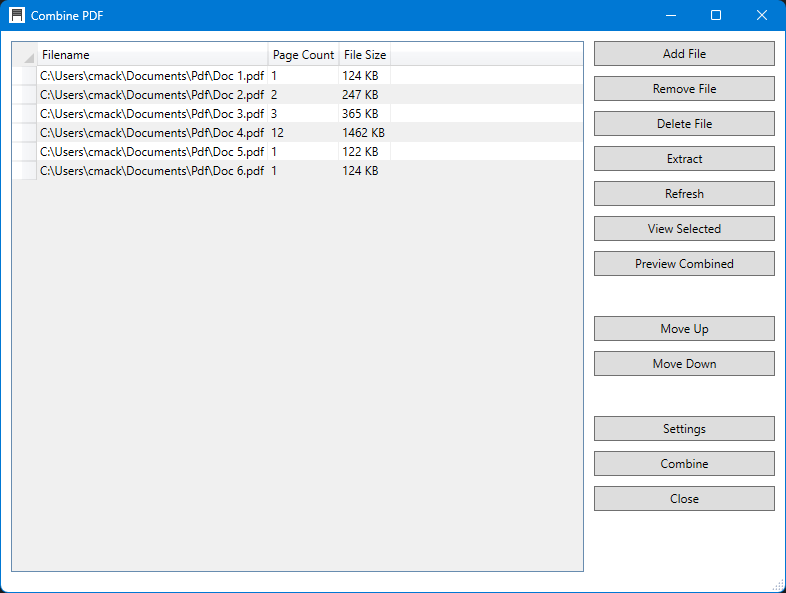 Combine PDF
Filename Page Count File Size
C:\Users\cmack\Documents\Pdf\Doc 1.pdf 1 124 KB
C:\Users\cmack\Documents\Pdf\Doc 2.pdf 2 247 KB
C:\Users\cmack\Documents\Pdf\Doc 3.pdf 3 365 KB
C:\Users\cmack\Documents\Pdf\Doc 4.pdf 12 1462 KB
C:\Users\cmack\Documents\Pdf\Doc 5.pdf 1 122 KB
C:\Users\cmack\Documents\Pdf\Doc 6.pdf 1 124 KB
Add File
Remove File
Delete File
Extract
Refresh
View Selected
Preview Combined
Move Up
Move Down
Settings
Combine
Close